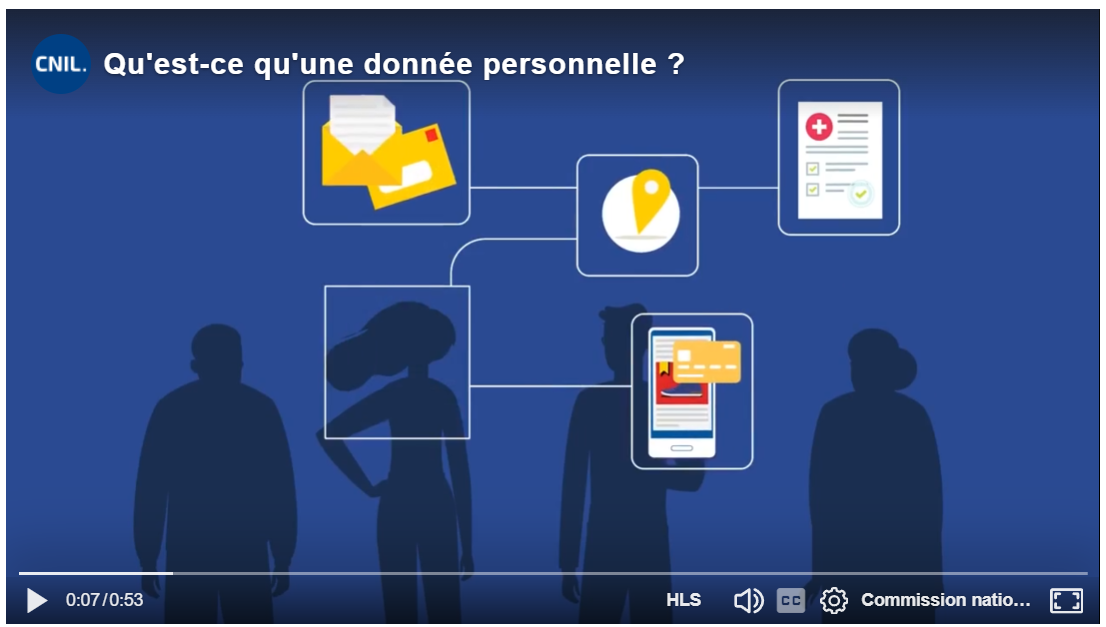 CNIL.
Qu'est-ce qu'une donnée personnelle ?
0:07/0:53
HLS
CC
Commission natio...